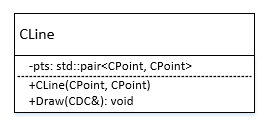 CLine
-pts: std::pair<CPoint, CPoint>
+CLine(CPoint, CPoint)
+Draw(CDC&): void